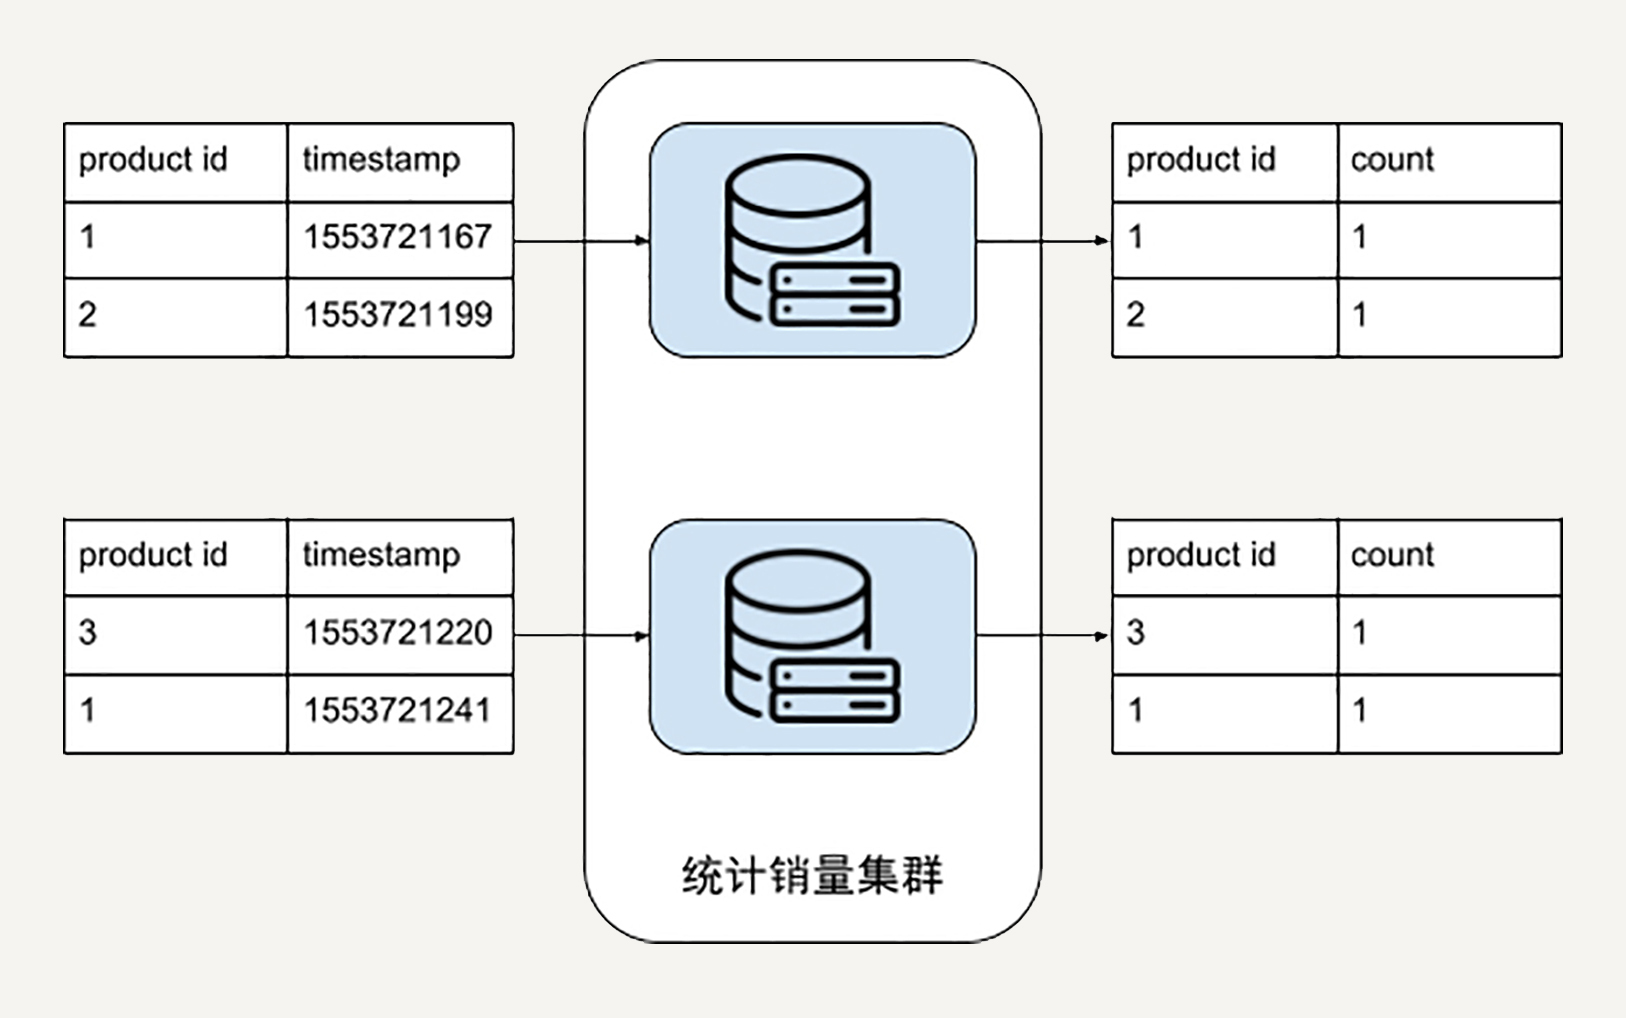 product id timestamp
1 1553721167
2 1553721199
product id count
1 1
2 1
product id timestamp
3 1553721220
1 1553721241
product id count
3 1
1 1
统计销量集群